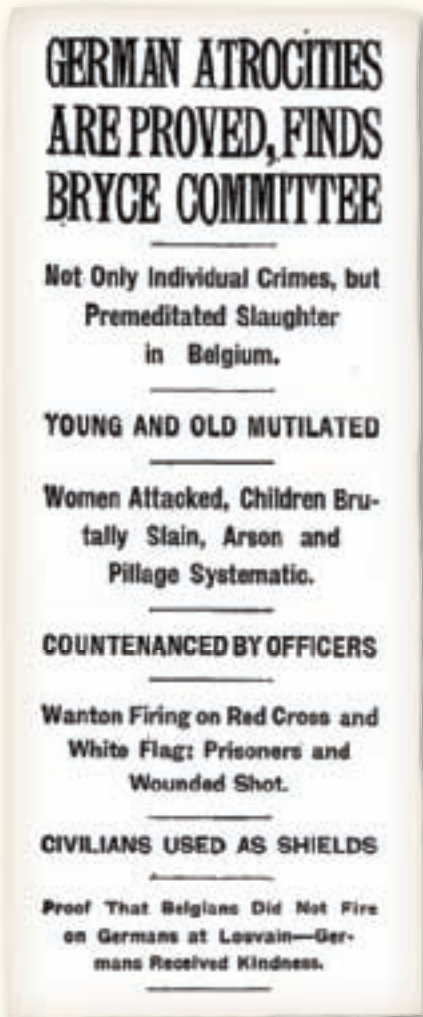 GERMAN ATROCITIES
ARE PROVED, FINDS
BRYCE COMMITTEE
Not Only Individual Crimes, but
Premeditated Slaughter
in Belgium.
YOUNG AND OLD MUTILATED
Women Attacked, Children Bru-
tally Slain, Arson and
Pillage Systematic.
COUNTENANCED BY OFFICERS
Wanton Firing on Red Cross and
White Flag: Prisoners and
Wounded Shot.
CIVILIANS USED AS SHIELDS
Proof That Belgians Did Not Fire
on Germans at Louvain—Ger-
mans Received Kindness.